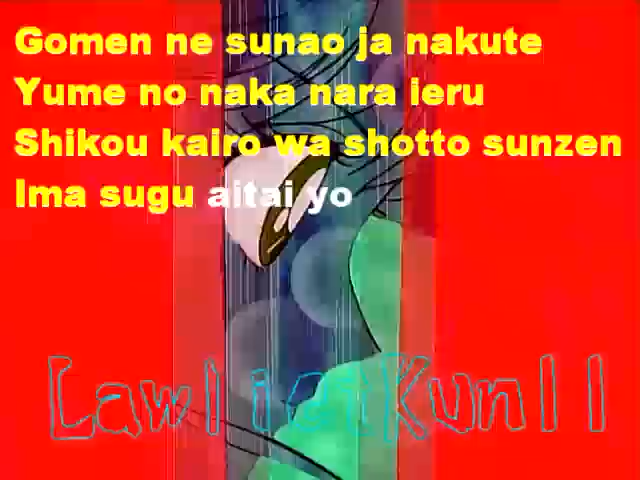 Gomen ne sunao ja nakute
Yume no naka nara ieru
Shikou kairo wa shotto sunzen
Ima sugu aitai yo
LawlietKun11